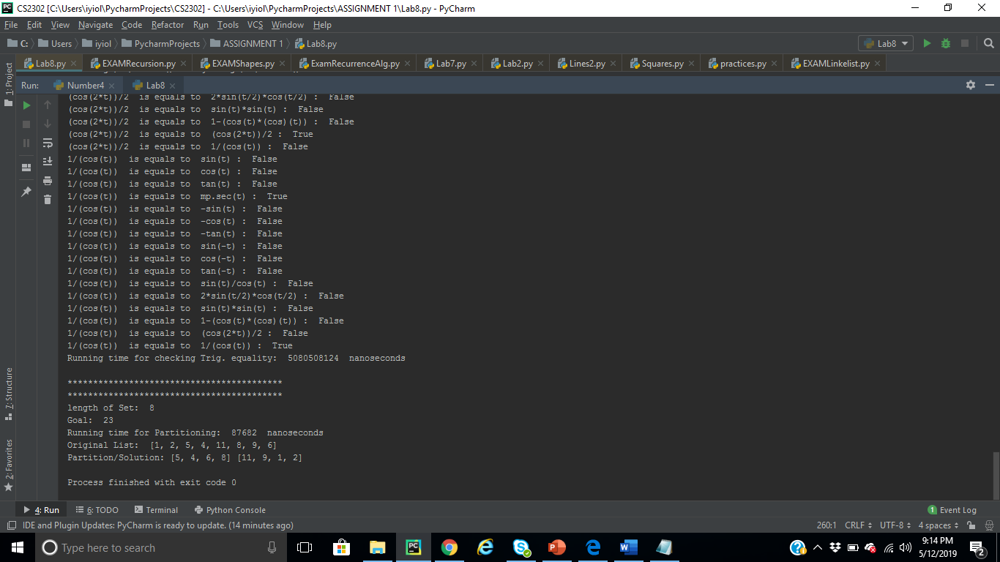 CS2302 [C:\Users\iyiol\PycharmProjects\CS2302] - C:\Users\iyiol\PycharmProjects\ASSIGNMENT 1\Lab8.py - PyCharm
File Edit View Navigate Code Refactor Run Tools VCS Window Help
C: Users iyiol PycharmProjects ASSIGNMENT 1 Lab8.py Lab8
Lab8.py EXAMRecursion.py EXAMShapes.py ExamRecurrenceAlg.py Lab7.py Lab2.py Lines2.py Squares.py practices.py EXAMLinkelist.py
1: Project
Run: Number4 Lab8
(cos(2*t))/2 is equals to 2*sin(t/2)*cos(t/2) : False
(cos(2*t))/2 is equals to sin(t)*sin(t) : False
(cos(2*t))/2 is equals to 1-(cos(t)*(cos)(t)) : False
(cos(2*t))/2 is equals to (cos(2*t))/2 : True
(cos(2*t))/2 is equals to 1/(cos(t)) : False
1/(cos(t)) is equals to sin(t) : False
1/(cos(t)) is equals to cos(t) : False
1/(cos(t)) is equals to tan(t) : False
1/(cos(t)) is equals to mp.sec(t) : True
1/(cos(t)) is equals to -sin(t) : False
1/(cos(t)) is equals to -cos(t) : False
1/(cos(t)) is equals to -tan(t) : False
1/(cos(t)) is equals to sin(-t) : False
1/(cos(t)) is equals to cos(-t) : False
1/(cos(t)) is equals to tan(-t) : False
1/(cos(t)) is equals to sin(t)/cos(t) : False
1/(cos(t)) is equals to 2*sin(t/2)*cos(t/2) : False
1/(cos(t)) is equals to sin(t)*sin(t) : False
1/(cos(t)) is equals to 1-(cos(t)*(cos)(t)) : False
1/(cos(t)) is equals to (cos(2*t))/2 : False
1/(cos(t)) is equals to 1/(cos(t)) : True
Running time for checking Trig. equality: 5080508124 nanoseconds
******************************************
******************************************
length of Set: 8
Goal: 23
Running time for Partitioning: 87682 nanoseconds
Original List: [1, 2, 5, 4, 11, 8, 9, 6]
Partition/Solution: [5, 4, 6, 8] [11, 9, 1, 2]
Process finished with exit code 0
7: Structure
2: Favorites
4: Run 6: TODO Terminal Python Console 1 Event Log
IDE and Plugin Updates: PyCharm is ready to update. (14 minutes ago) 260:1 CRLF UTF-8 4 spaces
Type here to search
9:14 PM
5/12/2019
2